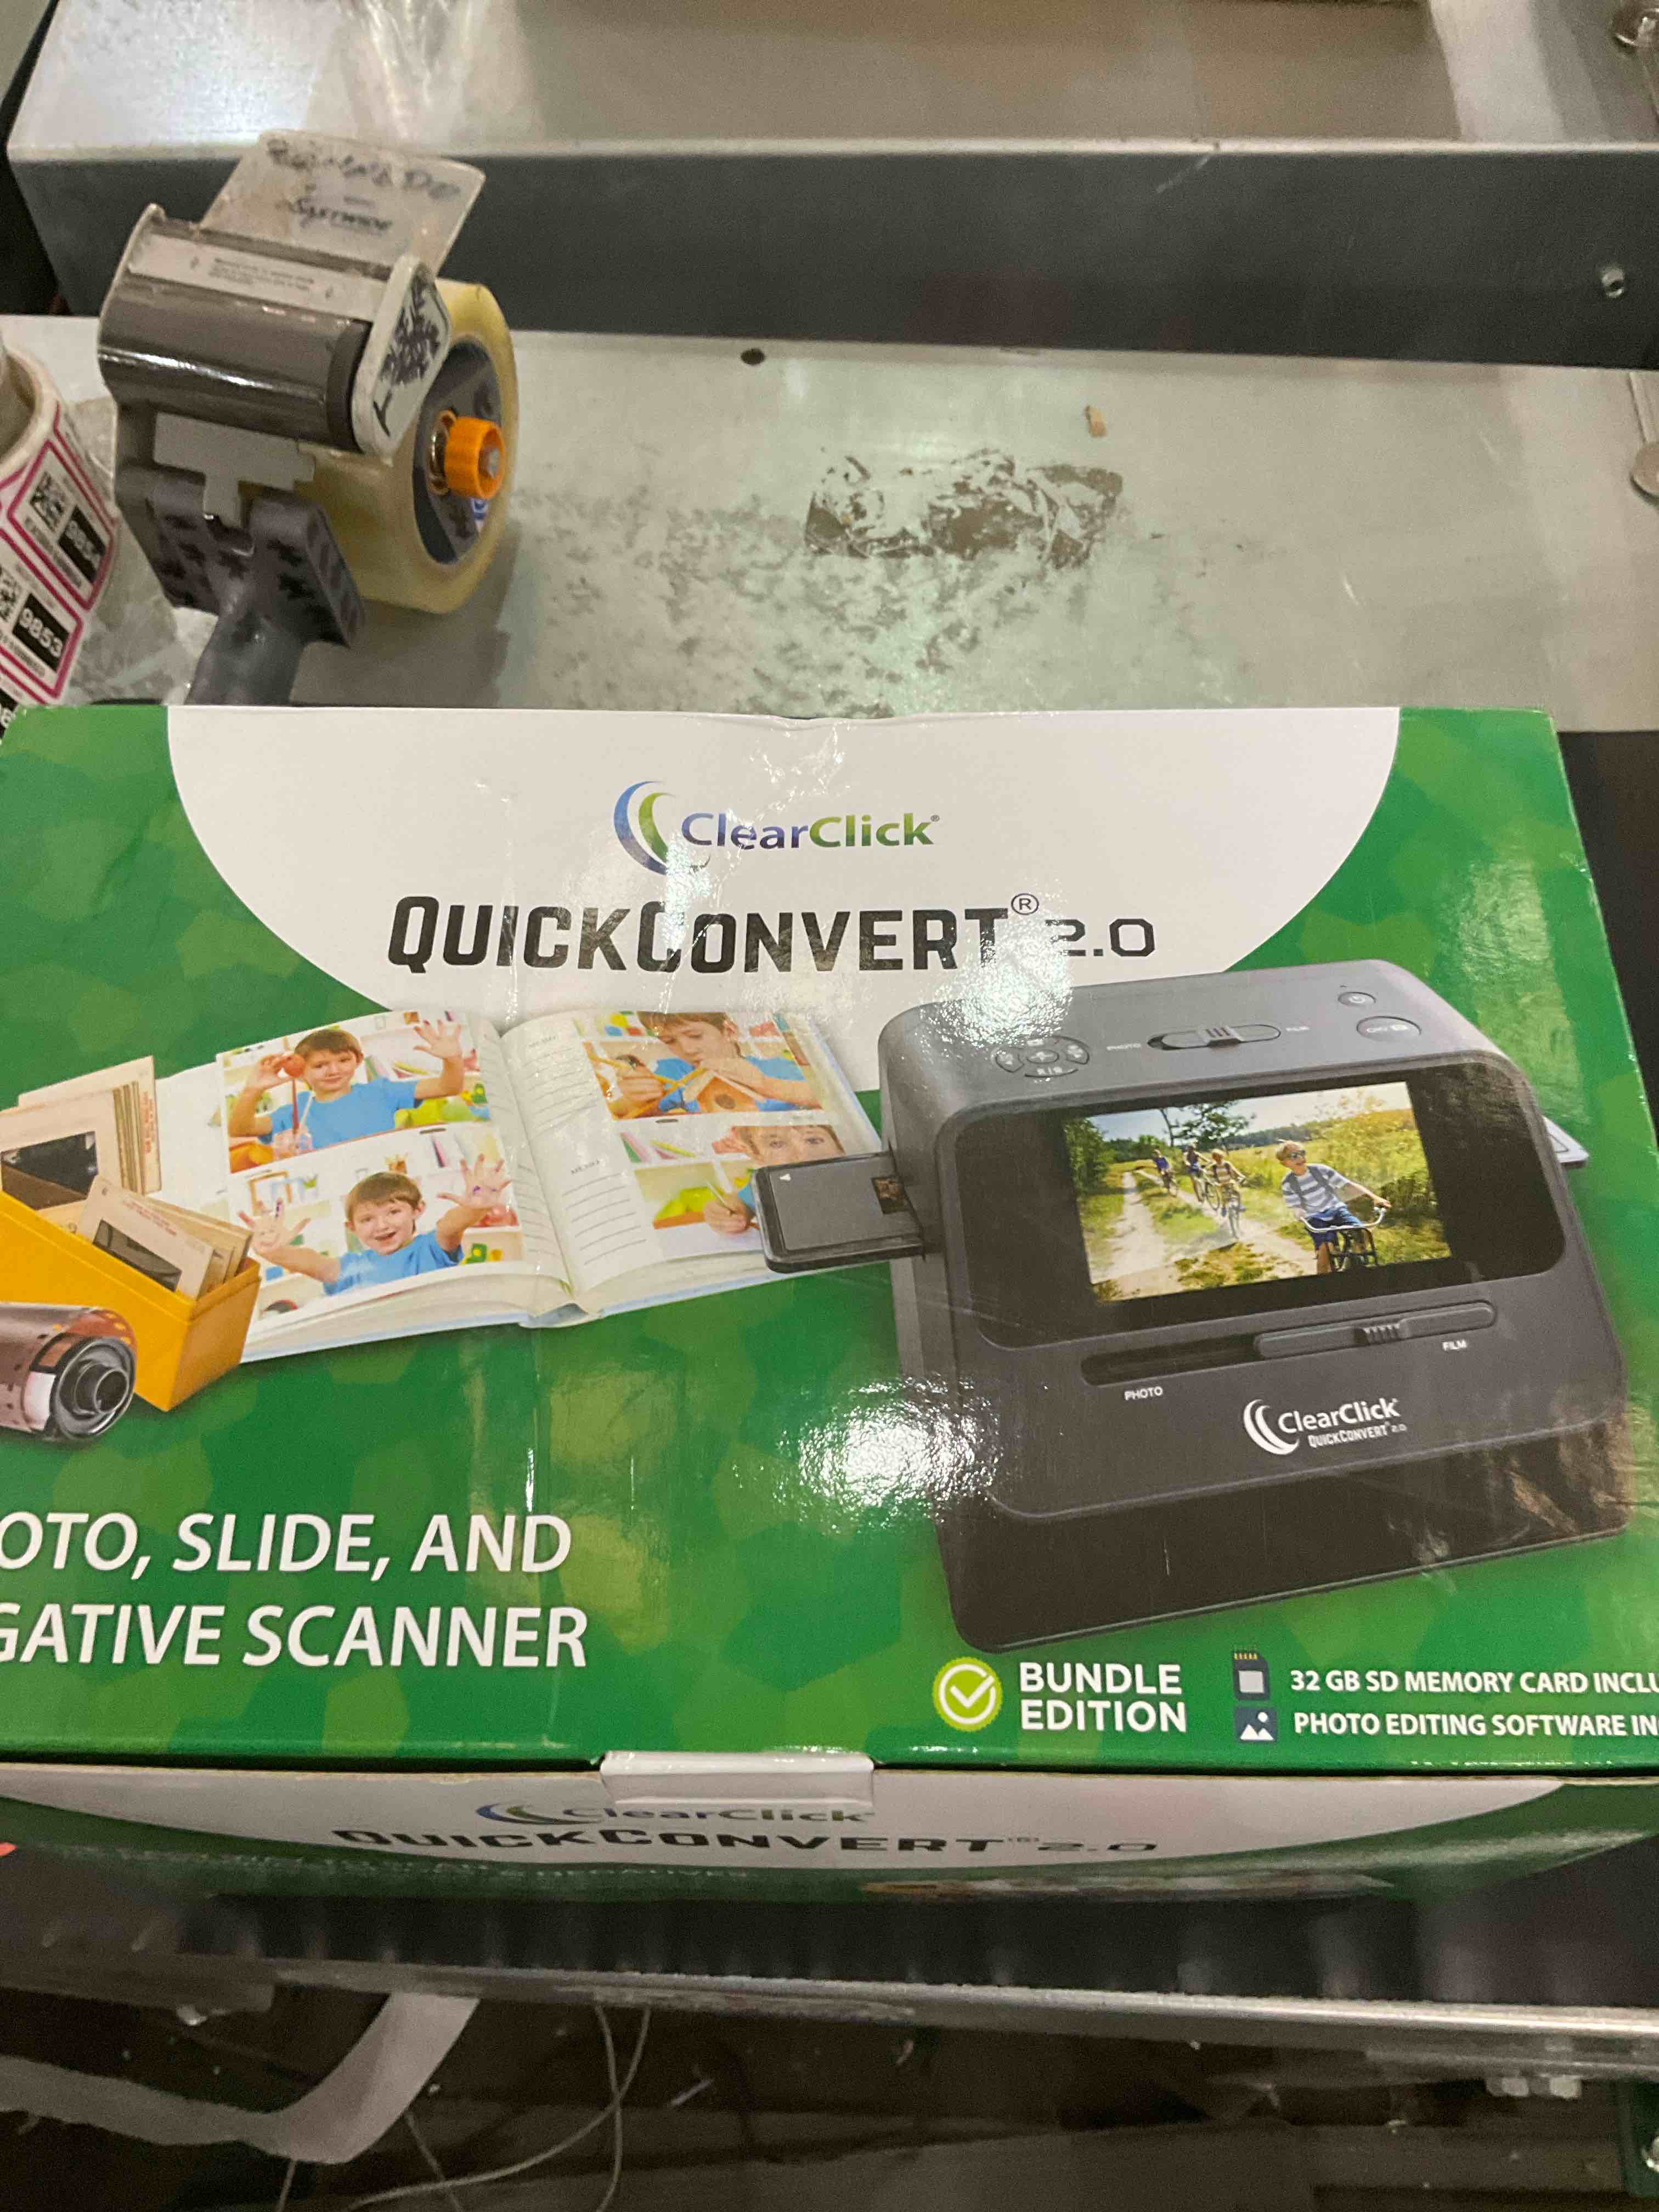 9853
ClearClick®
QUICKCONVERT® 2.0
PHOTO
FILM
PHOTO
FILM
ClearClick
QUICKCONVERT® 2.0
OTO, SLIDE, AND
GATIVE SCANNER
BUNDLE
EDITION
32 GB SD MEMORY CARD INCLU
PHOTO EDITING SOFTWARE IN
ClearClick®
QUICKCONVERT® 2.0